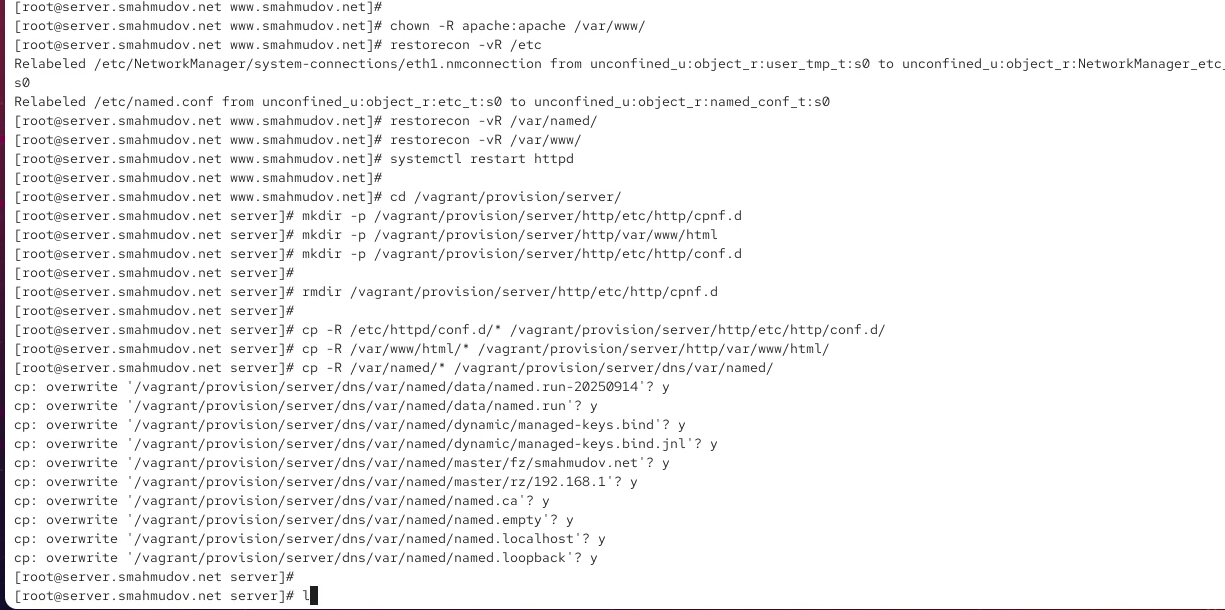 [root@server.smahmudov.net www.smahmudov.net]#
[root@server.smahmudov.net www.smahmudov.net]# chown -R apache:apache /var/www/
[root@server.smahmudov.net www.smahmudov.net]# restorecon -vR /etc
Relabeled /etc/NetworkManager/system-connections/eth1.nmconnection from unconfined_u:object_r:user_tmp_t:s0 to unconfined_u:object_r:NetworkManager_etc_
s0
Relabeled /etc/named.conf from unconfined_u:object_r:etc_t:s0 to unconfined_u:object_r:named_conf_t:s0
[root@server.smahmudov.net www.smahmudov.net]# restorecon -vR /var/named/
[root@server.smahmudov.net www.smahmudov.net]# restorecon -vR /var/www/
[root@server.smahmudov.net www.smahmudov.net]# systemctl restart httpd
[root@server.smahmudov.net www.smahmudov.net]#
[root@server.smahmudov.net www.smahmudov.net]# cd /vagrant/provision/server/
[root@server.smahmudov.net server]# mkdir -p /vagrant/provision/server/http/etc/http/cpnf.d
[root@server.smahmudov.net server]# mkdir -p /vagrant/provision/server/http/var/www/html
[root@server.smahmudov.net server]# mkdir -p /vagrant/provision/server/http/etc/http/conf.d
[root@server.smahmudov.net server]#
[root@server.smahmudov.net server]# rmdir /vagrant/provision/server/http/etc/http/cpnf.d
[root@server.smahmudov.net server]#
[root@server.smahmudov.net server]# cp -R /etc/httpd/conf.d/* /vagrant/provision/server/http/etc/http/conf.d/
[root@server.smahmudov.net server]# cp -R /var/www/html/* /vagrant/provision/server/http/var/www/html/
[root@server.smahmudov.net server]# cp -R /var/named/* /vagrant/provision/server/dns/var/named/
cp: overwrite '/vagrant/provision/server/dns/var/named/data/named.run-20250914'? y
cp: overwrite '/vagrant/provision/server/dns/var/named/data/named.run'? y
cp: overwrite '/vagrant/provision/server/dns/var/named/dynamic/managed-keys.bind'? y
cp: overwrite '/vagrant/provision/server/dns/var/named/dynamic/managed-keys.bind.jnl'? y
cp: overwrite '/vagrant/provision/server/dns/var/named/master/fz/smahmudov.net'? y
cp: overwrite '/vagrant/provision/server/dns/var/named/master/rz/192.168.1'? y
cp: overwrite '/vagrant/provision/server/dns/var/named/named.ca'? y
cp: overwrite '/vagrant/provision/server/dns/var/named/named.empty'? y
cp: overwrite '/vagrant/provision/server/dns/var/named/named.localhost'? y
cp: overwrite '/vagrant/provision/server/dns/var/named/named.loopback'? y
[root@server.smahmudov.net server]#
[root@server.smahmudov.net server]# l